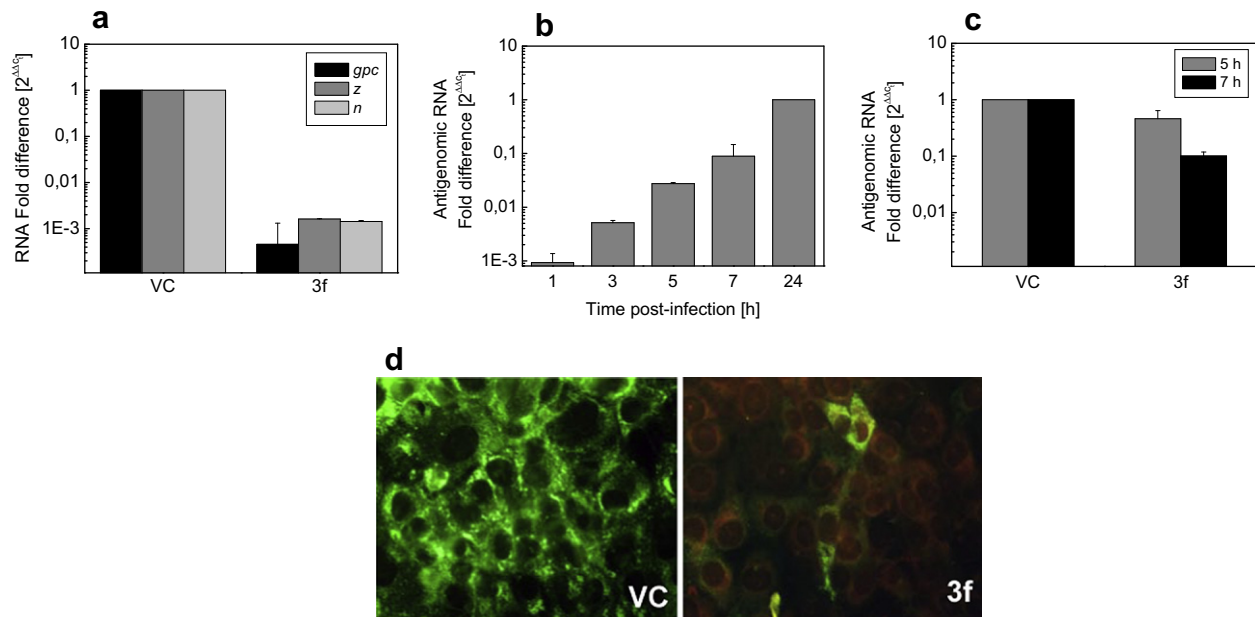 a
RNA Fold difference [2^ΔΔCt]
10
1
0,1
0,01
1E-3
VC 3f
gpc
z
n
b
Antigenomic RNA
Fold difference [2^ΔΔCt]
10
1
0,1
0,01
1E-3
1 3 5 7 24
Time post-infection [h]
c
Antigenomic RNA
Fold difference [2^ΔΔCt]
10
1
0,1
0,01
VC 3f
5 h
7 h
d
VC
3f